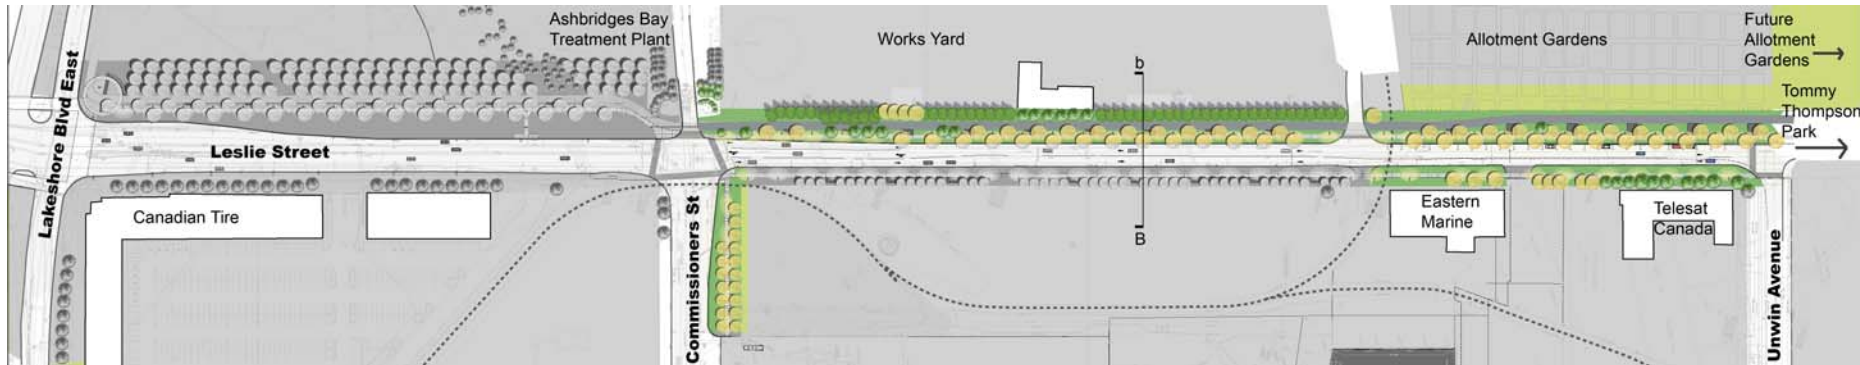 Ashbridges Bay
Treatment Plant
Works Yard
Allotment Gardens
Future
Allotment
Gardens
Tommy
Thompson
Park
Lakeshore Blvd East
Leslie Street
b
B
Canadian Tire
Commissioners St
Eastern
Marine
Telesat
Canada
Unwin Avenue